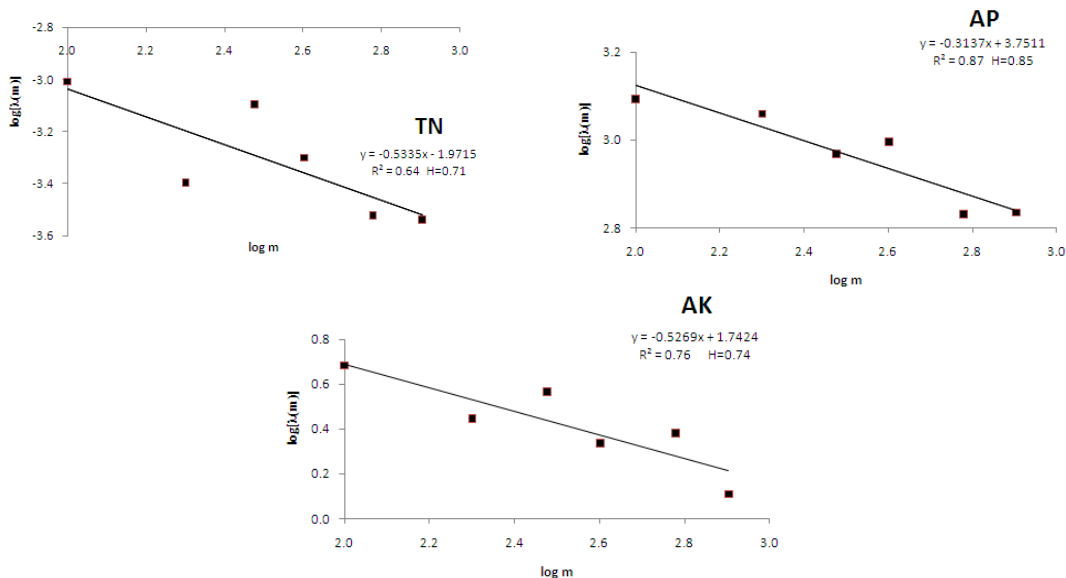 -2.8
2.0 2.2 2.4 2.6 2.8 3.0
-3.0
-3.2
-3.4
-3.6
log[λ(m)]
TN
y = -0.5335x - 1.9715
R² = 0.64 H=0.71
log m
AP
y = -0.3137x + 3.7511
R² = 0.87 H=0.85
3.2
3.0
2.8
log[λ(m)]
2.0 2.2 2.4 2.6 2.8 3.0
log m
AK
y = -0.5269x + 1.7424
R² = 0.76 H=0.74
0.8
0.6
0.4
0.2
0.0
log[λ(m)]
2.0 2.2 2.4 2.6 2.8 3.0
log m